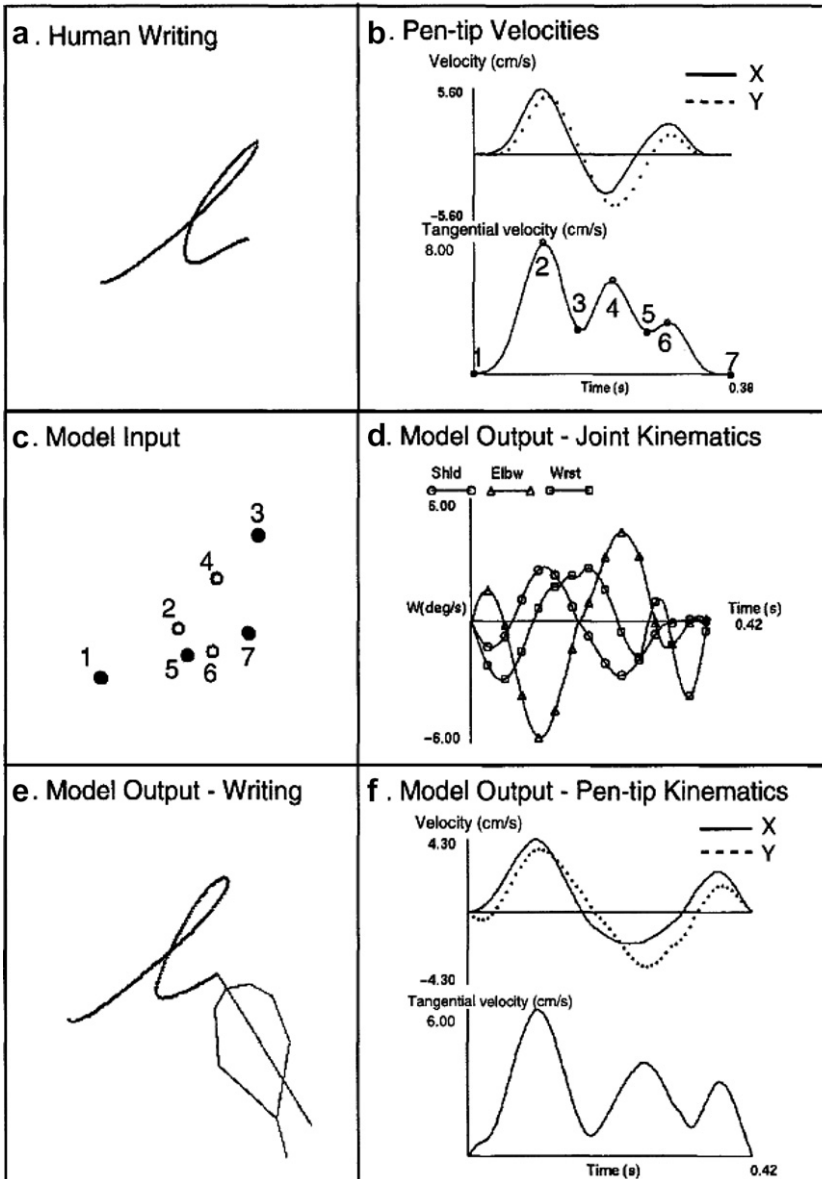 a. Human Writing
b. Pen-tip Velocities
Velocity (cm/s)
X
Y
5.60
-5.60
Tangential velocity (cm/s)
8.00
1
2
3
4
5
6
7
Time (s)
0.38
c. Model Input
1
2
3
4
5
6
7
d. Model Output - Joint Kinematics
Shld Elbw Wrst
6.00
W(deg/s)
Time (s)
0.42
-6.00
e. Model Output - Writing
f. Model Output - Pen-tip Kinematics
Velocity (cm/s)
X
Y
4.30
-4.30
Tangential velocity (cm/s)
6.00
Time (s)
0.42